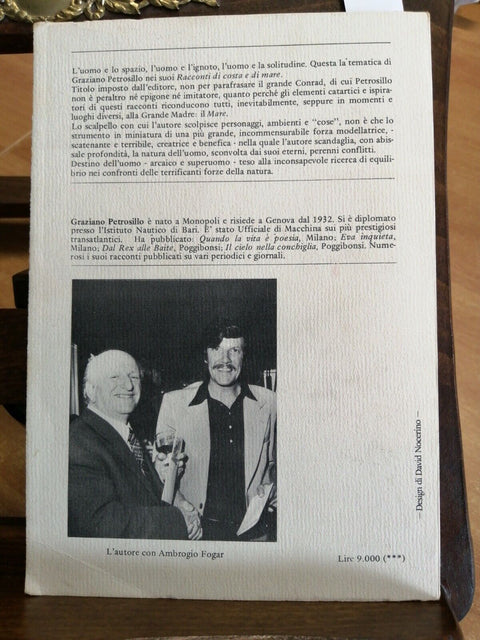 L'uomo e lo spazio, l'uomo e l'ignoto, l'uomo e la solitudine. Questa la tematica di
Graziano Petrosillo nei suoi Racconti di costa e di mare.
Titolo imposto dall'editore, non per parafrasare il grande Conrad, di cui Petrosillo
non è peraltro né epigone né imitatore, quanto perchè gli elementi catartici e ispira-
tori di questi racconti riconducono tutti, inevitabilmente, seppure in momenti e
luoghi diversi, alla Grande Madre: il Mare.
Lo scalpello con cui l'autore scolpisce personaggi, ambienti e "cose", non è che lo
strumento in miniatura di una più grande, incommensurabile forza modellatrice, -
scatenante e terribile, creatrice e benefica - nella quale l'autore scandaglia, con abis-
sale profondità, la natura dell'uomo, sconvolta dai suoi eterni, perenni conflitti.
Destino dell'uomo - arcaico e superuomo - teso alla inconsapevole ricerca di equili-
brio nei confronti delle terrificanti forze della natura.
Graziano Petrosillo è nato a Monopoli e risiede a Genova dal 1932. Si è diplomato
presso l'Istituto Nautico di Bari. E' stato Ufficiale di Macchina sui più prestigiosi
transatlantici. Ha pubblicato: Quando la vita è poesia, Milano; Eva inquieta,
Milano; Dal Rex alle Baite, Poggibonsi; Il cielo nella conchiglia, Poggibonsi. Nume-
rosi i suoi racconti pubblicati su vari periodici e giornali.
L'autore con Ambrogio Fogar
Lire 9.000 (***)
— Design di David Nocerino —